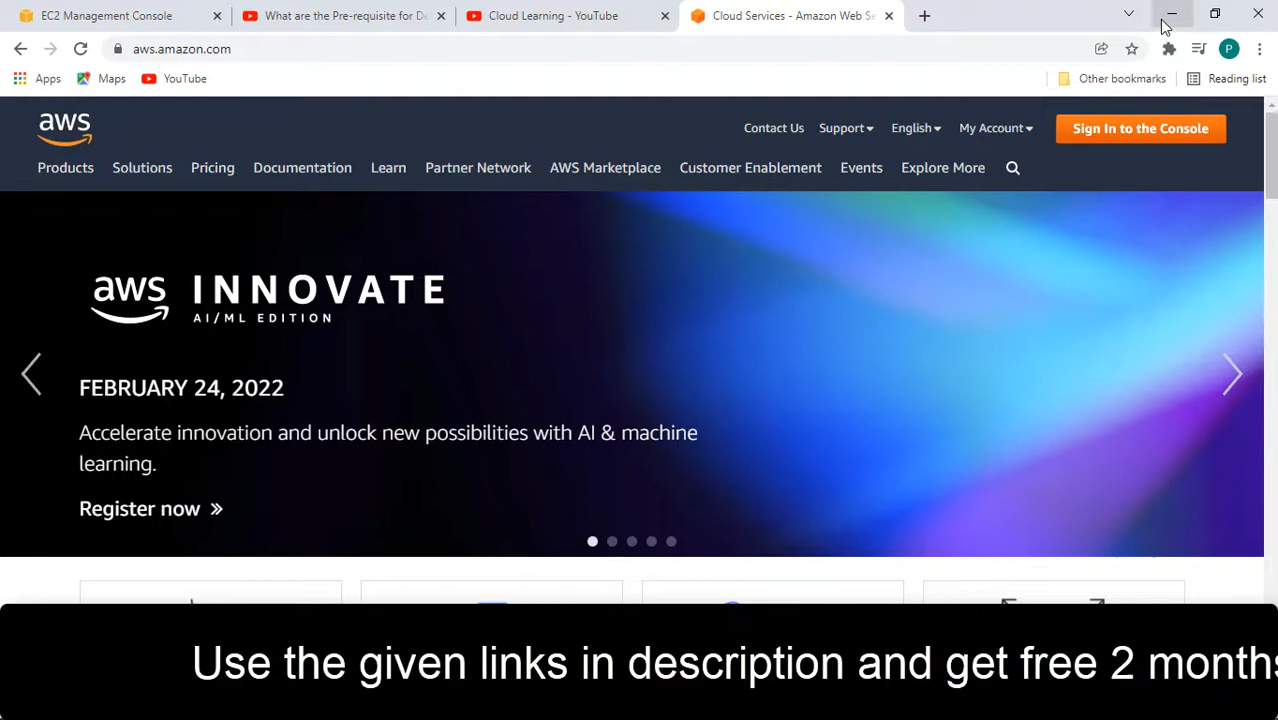 EC2 Management Console
What are the Pre-requisite for De
Cloud Learning - YouTube
Cloud Services - Amazon Web Se
aws.amazon.com
P
Apps
Maps
YouTube
Other bookmarks
Reading list
aws
Contact Us
Support
English
My Account
Sign In to the Console
Products
Solutions
Pricing
Documentation
Learn
Partner Network
AWS Marketplace
Customer Enablement
Events
Explore More
aws INNOVATE
AI/ML EDITION
FEBRUARY 24, 2022
Accelerate innovation and unlock new possibilities with AI & machine
learning.
Register now »
Use the given links in description and get free 2 months